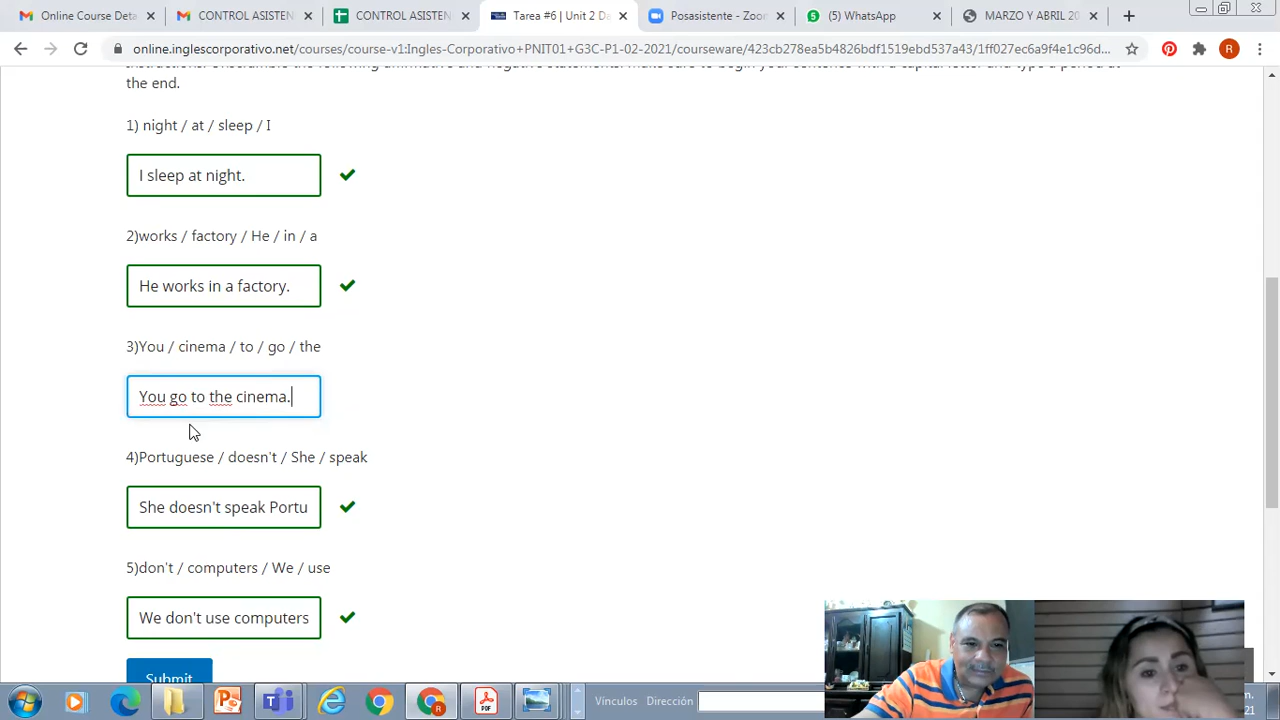 Online Course Deta
CONTROL ASISTEN
CONTROL ASISTEN
Tarea #6 | Unit 2 Da
Posasistente - Zoom
(5) WhatsApp
MARZO Y ABRIL 20
online.inglescorporativo.net/courses/course-v1:Ingles-Corporativo+PNIT01+G3C-P1-02-2021/courseware/423cb278ea5b4826bdf1519ebd537a43/1ff027ec6a9f4e1c96d...
R
the end.
1) night / at / sleep / I
I sleep at night.
2)works / factory / He / in / a
He works in a factory.
3)You / cinema / to / go / the
You go to the cinema.
4)Portuguese / doesn't / She / speak
She doesn't speak Portu
5)don't / computers / We / use
We don't use computers
Submit
Vínculos Dirección
m.
21